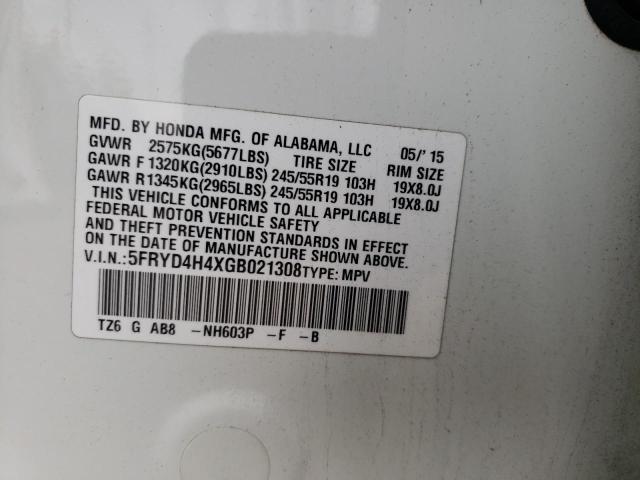 MFD. BY HONDA MFG. OF ALABAMA, LLC 05/'15
GVWR 2575KG(5677LBS) TIRE SIZE RIM SIZE
GAWR F 1320KG(2910LBS) 245/55R19 103H 19X8.0J
GAWR R1345KG(2965LBS) 245/55R19 103H 19X8.0J
THIS VEHICLE CONFORMS TO ALL APPLICABLE
FEDERAL MOTOR VEHICLE SAFETY
AND THEFT PREVENTION STANDARDS IN EFFECT
ON THE DATE OF MANUFACTURE SHOWN ABOVE.
V.I.N.:5FRYD4H4XGB021308TYPE: MPV
TZ6 G AB8 -NH603P -F -B